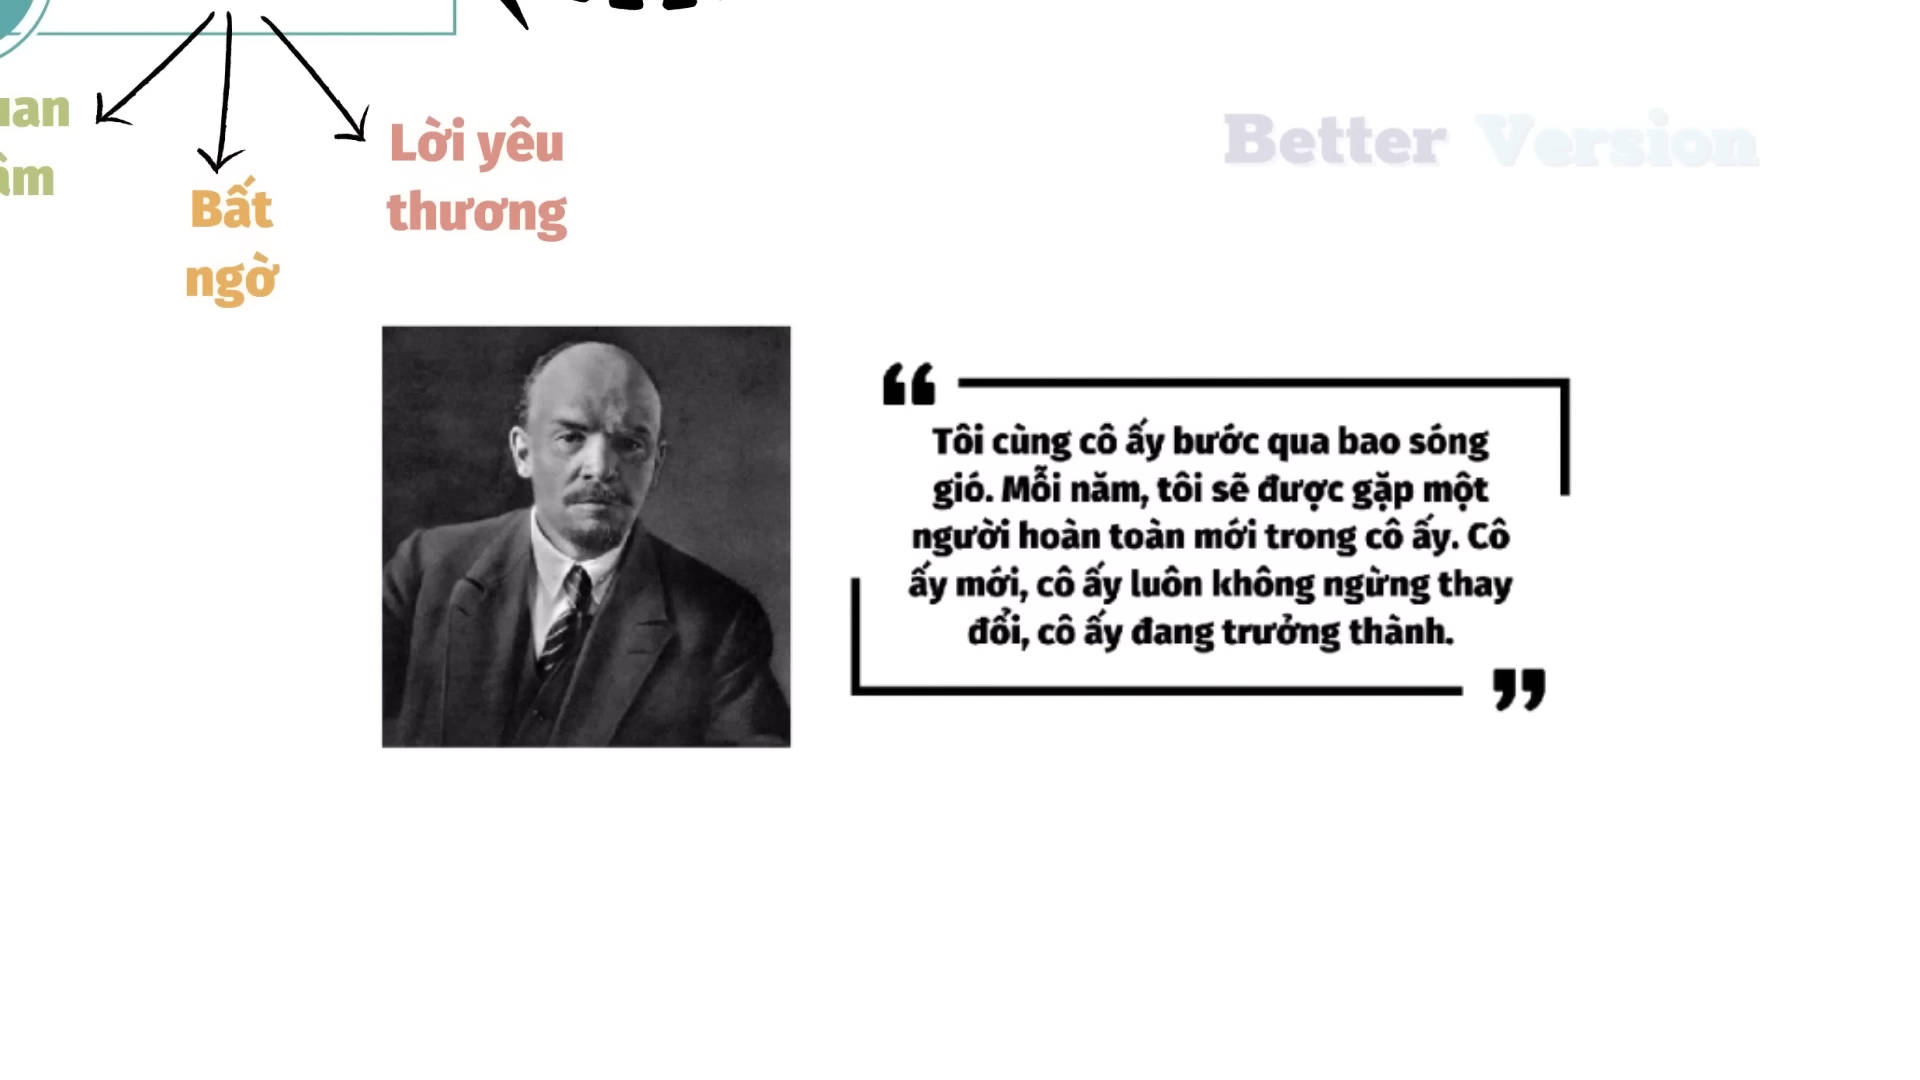 Lời yêu
thương
Bất
ngờ
Better Version
Tôi cùng cô ấy bước qua bao sóng
gió. Mỗi năm, tôi sẽ được gặp một
người hoàn toàn mới trong cô ấy. Cô
ấy mới, cô ấy luôn không ngừng thay
đổi, cô ấy đang trưởng thành.